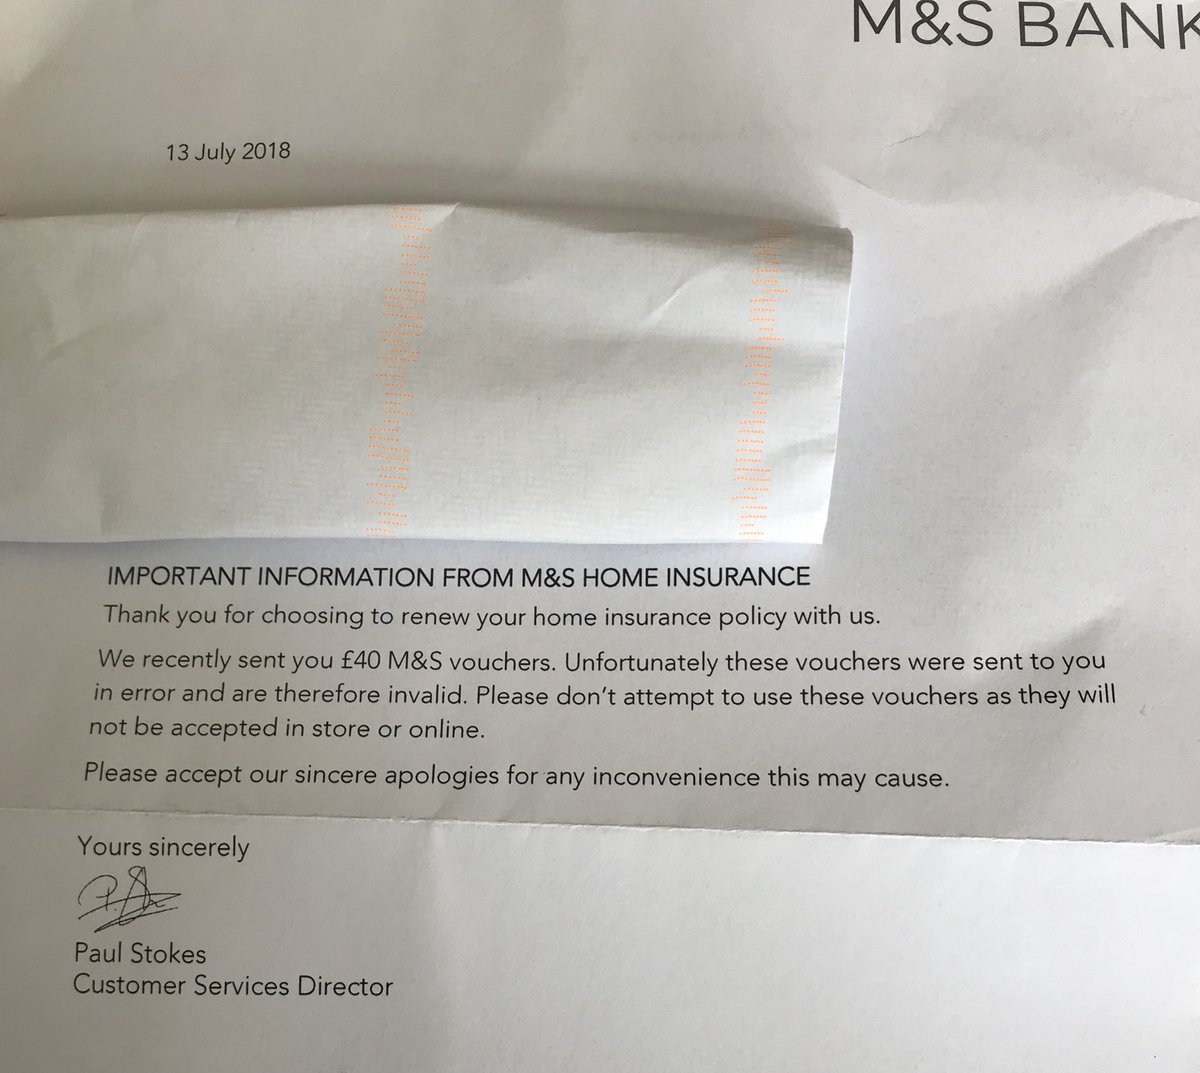 M&S BANK
13 July 2018
IMPORTANT INFORMATION FROM M&S HOME INSURANCE
Thank you for choosing to renew your home insurance policy with us.
We recently sent you £40 M&S vouchers. Unfortunately these vouchers were sent to you
in error and are therefore invalid. Please don't attempt to use these vouchers as they will
not be accepted in store or online.
Please accept our sincere apologies for any inconvenience this may cause.
Yours sincerely
Paul Stokes
Customer Services Director